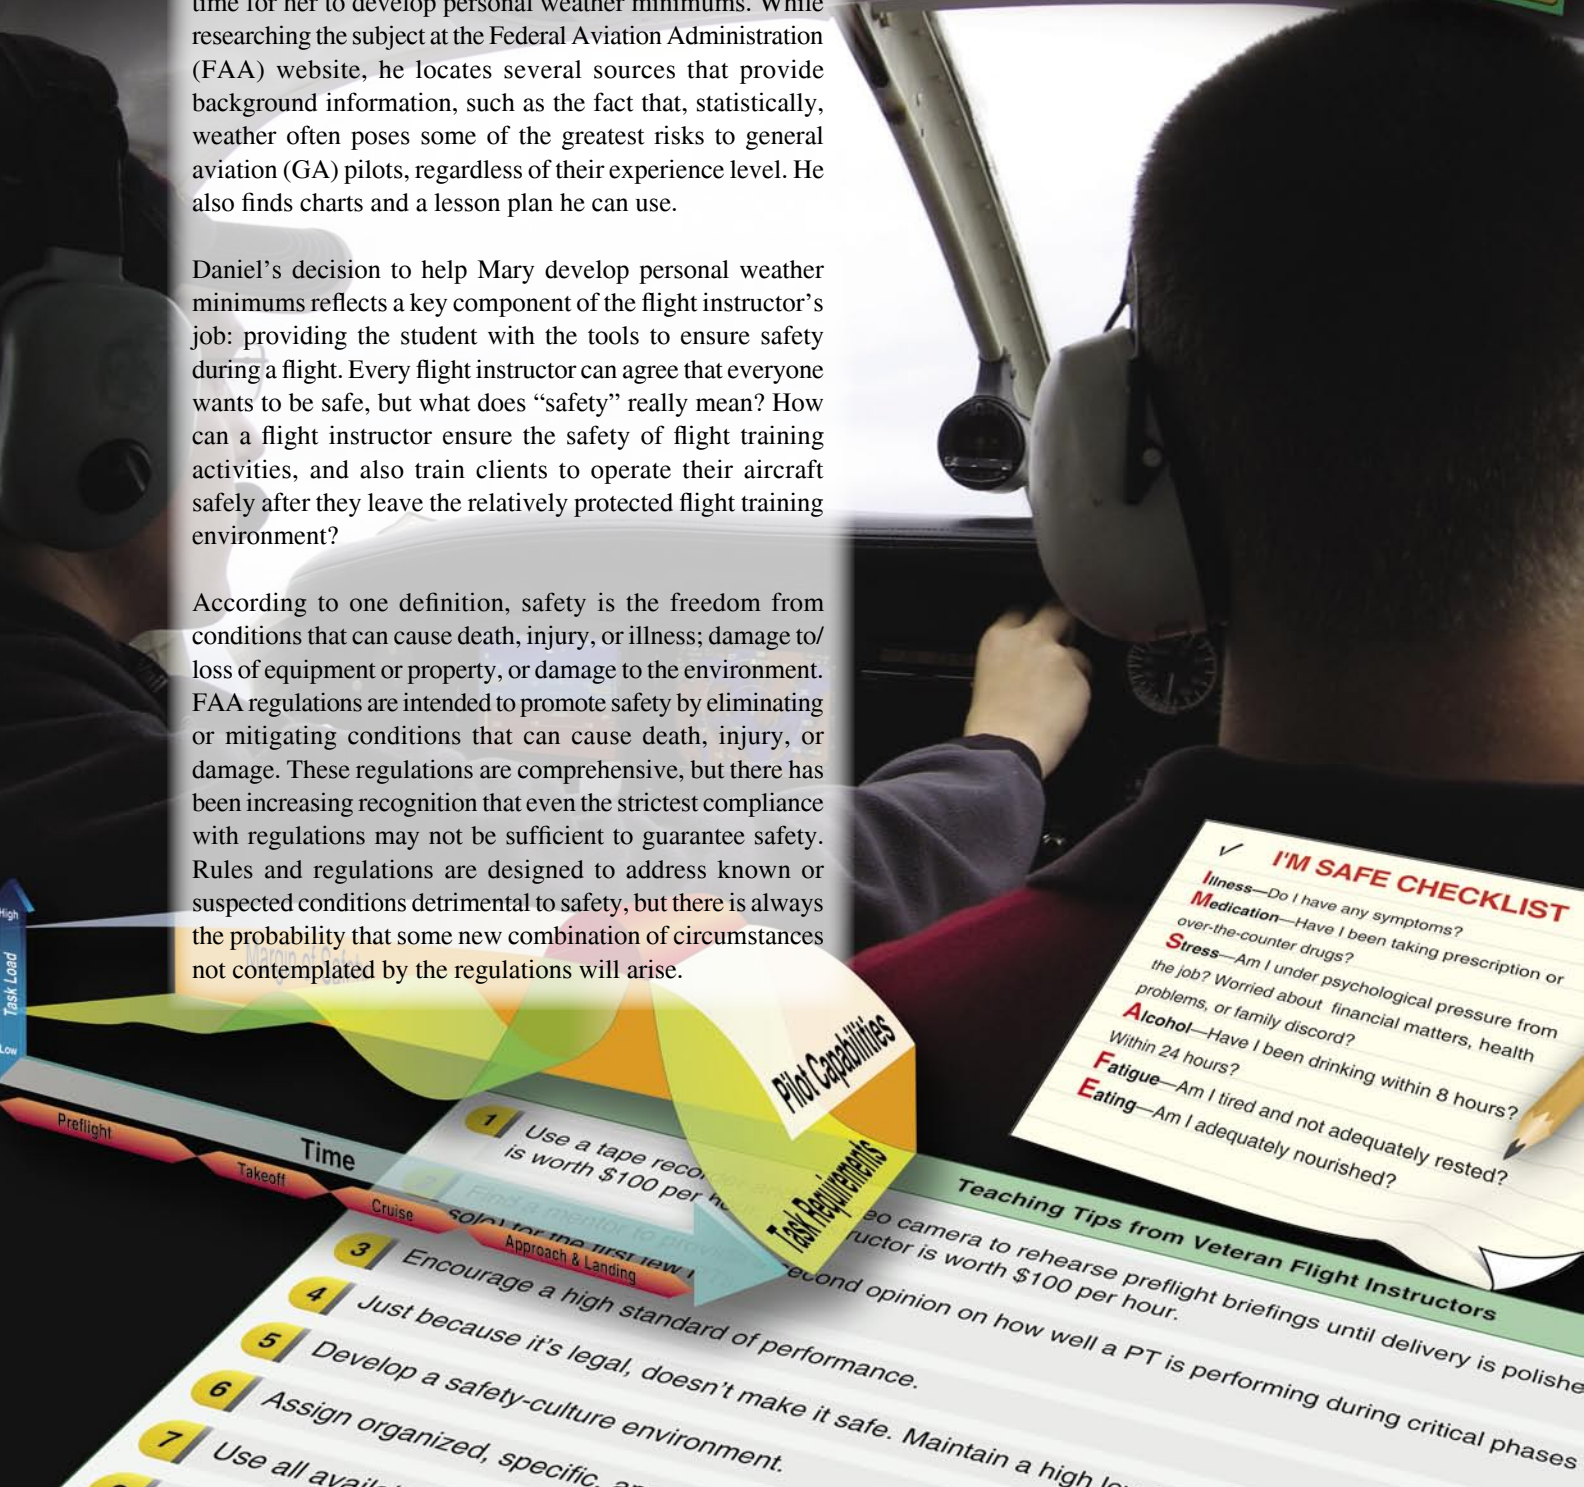 time for her to develop personal weather minimums. While
researching the subject at the Federal Aviation Administration
(FAA) website, he locates several sources that provide
background information, such as the fact that, statistically,
weather often poses some of the greatest risks to general
aviation (GA) pilots, regardless of their experience level. He
also finds charts and a lesson plan he can use.
Daniel’s decision to help Mary develop personal weather
minimums reflects a key component of the flight instructor’s
job: providing the student with the tools to ensure safety
during a flight. Every flight instructor can agree that everyone
wants to be safe, but what does “safety” really mean? How
can a flight instructor ensure the safety of flight training
activities, and also train clients to operate their aircraft
safely after they leave the relatively protected flight training
environment?
According to one definition, safety is the freedom from
conditions that can cause death, injury, or illness; damage to/
loss of equipment or property, or damage to the environment.
FAA regulations are intended to promote safety by eliminating
or mitigating conditions that can cause death, injury, or
damage. These regulations are comprehensive, but there has
been increasing recognition that even the strictest compliance
with regulations may not be sufficient to guarantee safety.
Rules and regulations are designed to address known or
suspected conditions detrimental to safety, but there is always
the probability that some new combination of circumstances
not contemplated by the regulations will arise.
I'M SAFE CHECKLIST
Illness—Do I have any symptoms?
Medication—Have I been taking prescription or
over-the-counter drugs?
Stress—Am I under psychological pressure from
the job? Worried about financial matters, health
problems, or family discord?
Alcohol—Have I been drinking within 8 hours?
Within 24 hours?
Fatigue—Am I tired and not adequately rested?
Eating—Am I adequately nourished?
High
Task Load
Low
Margin of Safety
Pilot Capabilities
Task Requirements
Time
Preflight
Takeoff
Cruise
Approach & Landing
Teaching Tips from Veteran Flight Instructors
1 Use a tape recorder and video camera to rehearse preflight briefings until delivery is polishe
is worth $100 per ho ructor is worth $100 per hour.
Find a mentor to pro second opinion on how well a PT is performing during critical phases
solo) for the first few
3 Encourage a high standard of performance.
4 Just because it's legal, doesn't make it safe. Maintain a high
5 Develop a safety-culture environment.
6 Assign organized, specific,
7 Use all